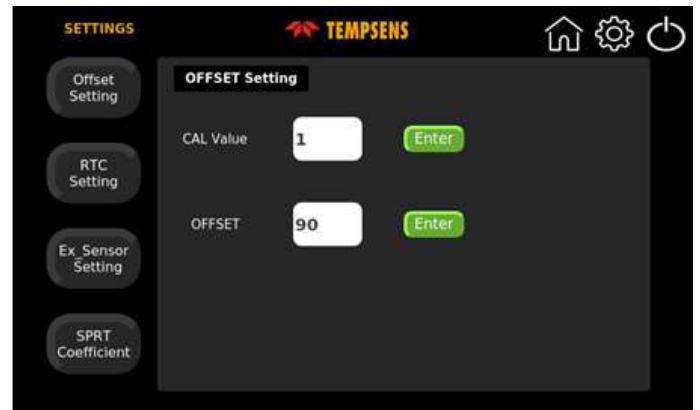 SETTINGS
TEMPSENS
Offset
Setting
RTC
Setting
Ex_Sensor
Setting
SPRT
Coefficient
OFFSET Setting
CAL Value
1
Enter
OFFSET
90
Enter